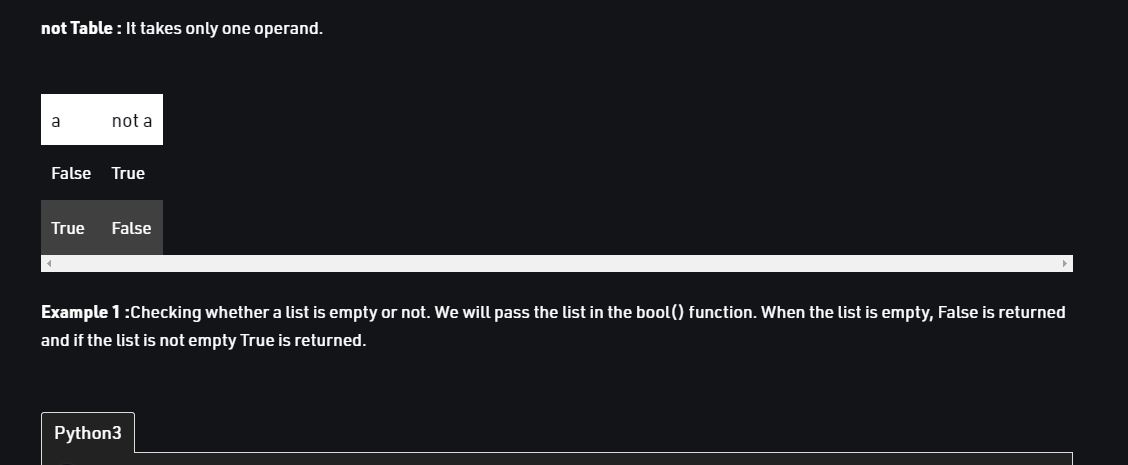 not Table : It takes only one operand.
a not a
False True
True False
Example 1 :Checking whether a list is empty or not. We will pass the list in the bool() function. When the list is empty, False is returned
and if the list is not empty True is returned.
Python3